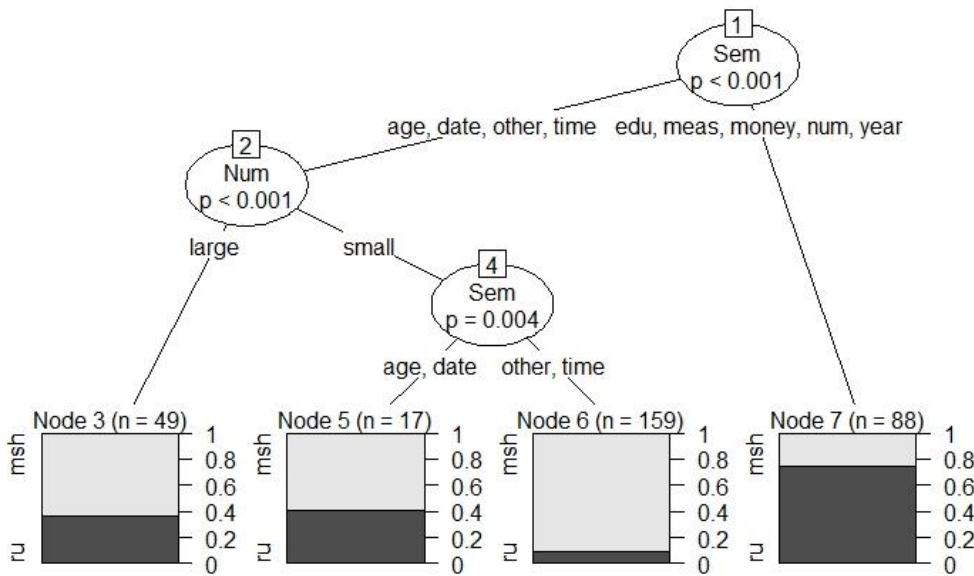 1
Sem
p < 0.001
age, date, other, time edu, meas, money, num, year
2
Num
p < 0.001
large small
4
Sem
p = 0.004
age, date other, time
Node 3 (n = 49) Node 5 (n = 17) Node 6 (n = 159) Node 7 (n = 88)
msh 1 msh 1 msh 1 msh 1
0.8 0.8 0.8 0.8
0.6 0.6 0.6 0.6
0.4 0.4 0.4 0.4
0.2 0.2 0.2 0.2
ru 0 ru 0 ru 0 ru 0